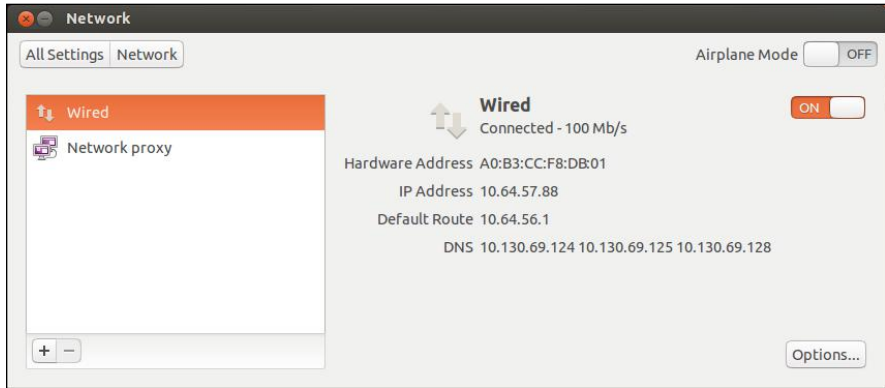 Network
All Settings Network
Airplane Mode OFF
Wired
Network proxy
Wired
ON
Connected - 100 Mb/s
Hardware Address A0:B3:CC:F8:DB:01
IP Address 10.64.57.88
Default Route 10.64.56.1
DNS 10.130.69.124 10.130.69.125 10.130.69.128
+ −
Options...